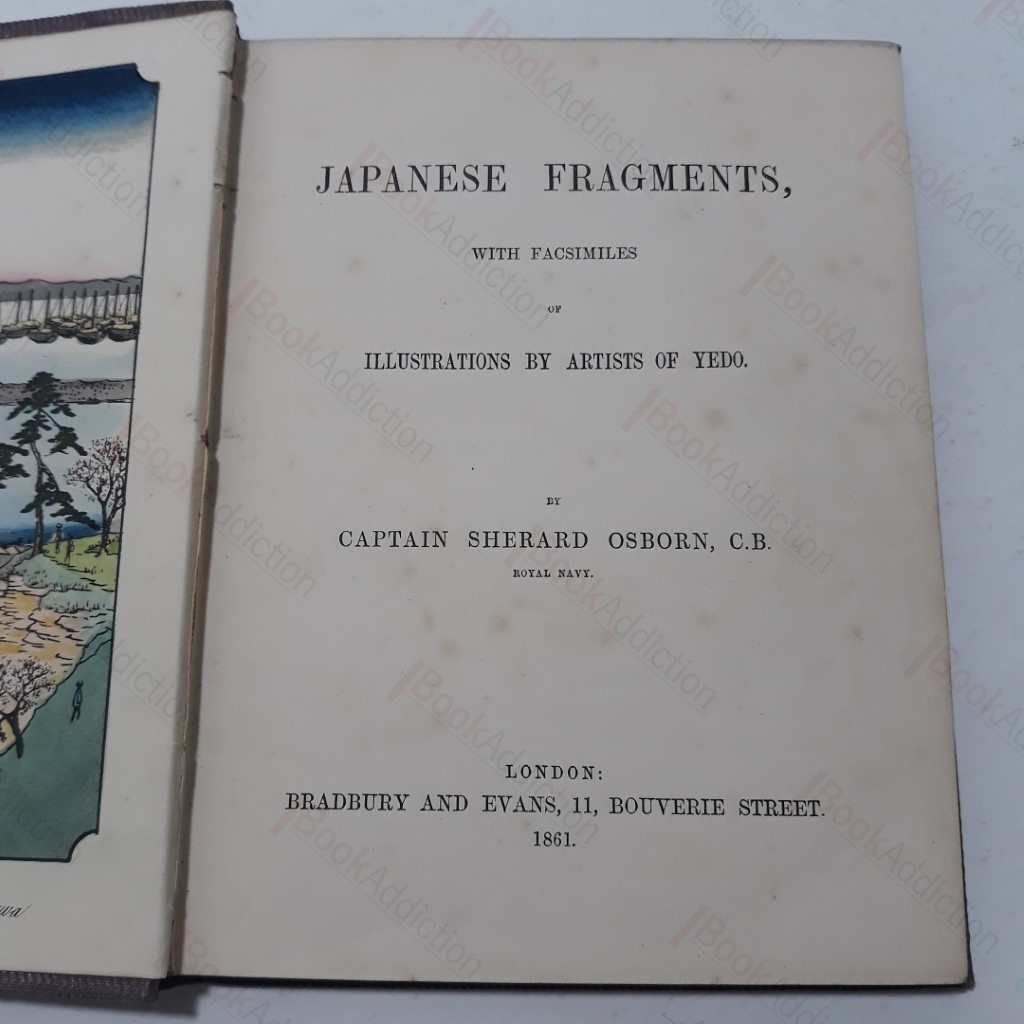 JAPANESE FRAGMENTS,
WITH FACSIMILES
OF
ILLUSTRATIONS BY ARTISTS OF YEDO.
BY
CAPTAIN SHERARD OSBORN, C.B.
ROYAL NAVY.
LONDON:
BRADBURY AND EVANS, 11, BOUVERIE STREET.
1861.
BookAddiction